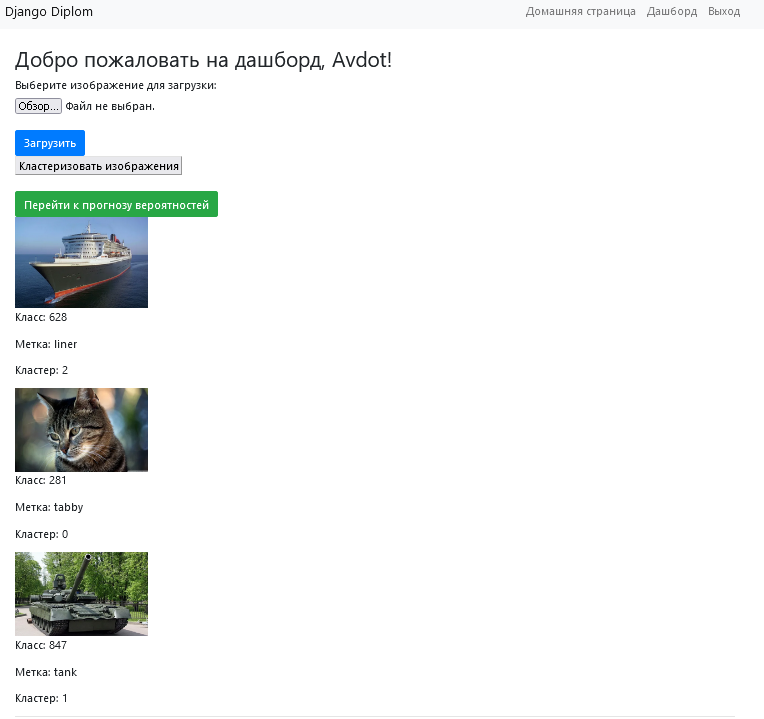 Django Diplom
Домашняя страница Дашборд Выход
Добро пожаловать на дашборд, Avdot!
Выберите изображение для загрузки:
Обзор... Файл не выбран.
Загрузить
Кластеризовать изображения
Перейти к прогнозу вероятностей
Класс: 628
Метка: liner
Кластер: 2
Класс: 281
Метка: tabby
Кластер: 0
Класс: 847
Метка: tank
Кластер: 1